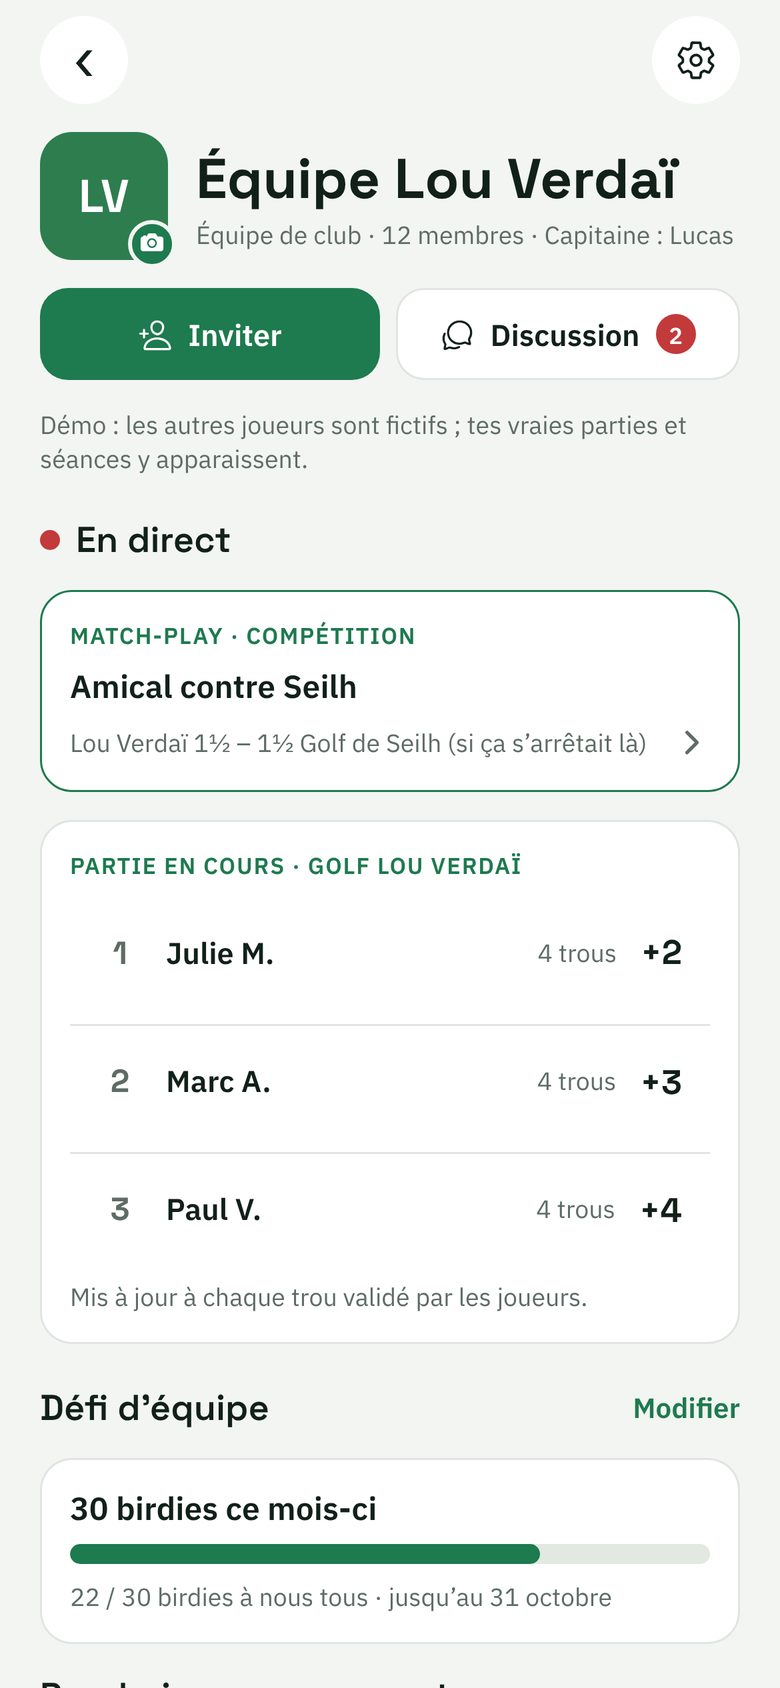 LV
Équipe Lou Verdaï
Équipe de club · 12 membres · Capitaine : Lucas
Inviter
Discussion 2
Démo : les autres joueurs sont fictifs ; tes vraies parties et
séances y apparaissent.
En direct
MATCH-PLAY · COMPÉTITION
Amical contre Seilh
Lou Verdaï 1½ – 1½ Golf de Seilh (si ça s’arrêtait là)
PARTIE EN COURS · GOLF LOU VERDAÏ
1 Julie M. 4 trous +2
2 Marc A. 4 trous +3
3 Paul V. 4 trous +4
Mis à jour à chaque trou validé par les joueurs.
Défi d’équipe Modifier
30 birdies ce mois-ci
22 / 30 birdies à nous tous · jusqu’au 31 octobre